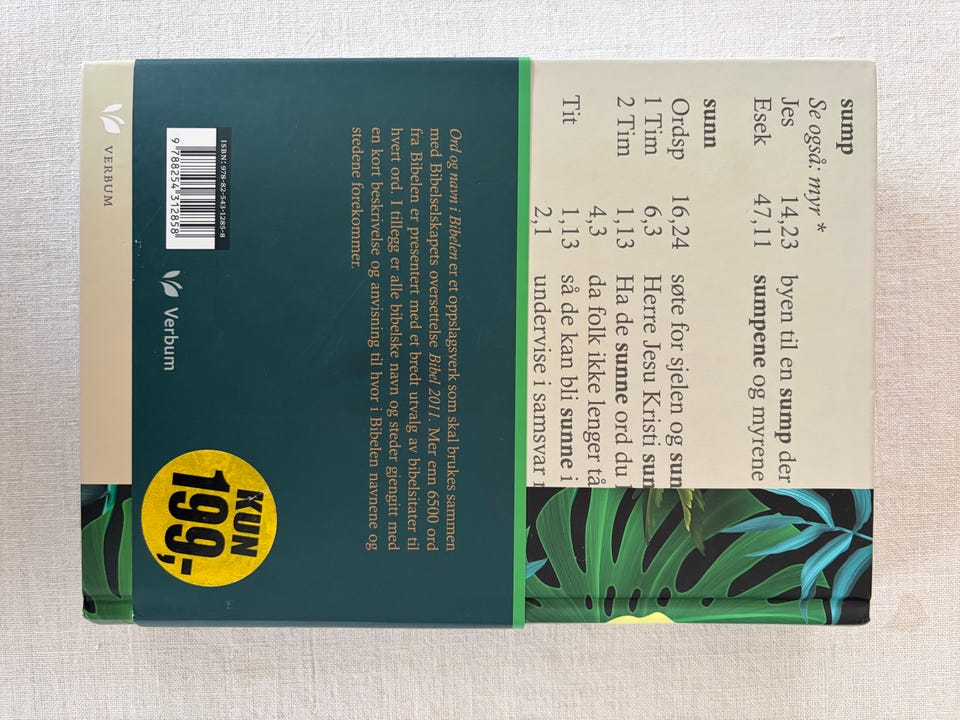 sump
Se også: myr*
Jes 14,23 byen til en sump der
Esek 47,11 sumpene og myrene
sunn
Ordsp 16,24 søte for sjelen og sun
1 Tim 6,3 Herre Jesu Kristi sun
2 Tim 1,13 Ha de sunne ord du
4,3 da folk ikke lenger tå
Tit 1,13 så de kan bli sunne i
2,1 undervise i samsvar
Ord og navn i Bibelen er et oppslagsverk som skal brukes sammen
med Bibelselskapets oversettelse Bibel 2011. Mer enn 6500 ord
fra Bibelen er presentert med et bredt utvalg av bibelsitater til
hvert ord. I tillegg er alle bibelske navn og steder gjengitt med
en kort beskrivelse og anvisning til hvor i Bibelen navnene og
stedene forekommer.
KUN
199,-
ISBN: 978-82-543-1285-8
9 788254 312858
Verbum
VERBUM